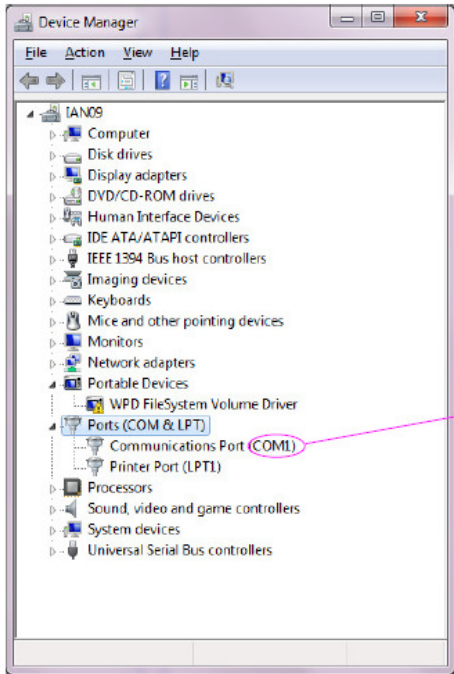 Device Manager
File Action View Help
IAN09
Computer
Disk drives
Display adapters
DVD/CD-ROM drives
Human Interface Devices
IDE ATA/ATAPI controllers
IEEE 1394 Bus host controllers
Imaging devices
Keyboards
Mice and other pointing devices
Monitors
Network adapters
Portable Devices
WPD FileSystem Volume Driver
Ports (COM & LPT)
Communications Port (COM1)
Printer Port (LPT1)
Processors
Sound, video and game controllers
System devices
Universal Serial Bus controllers